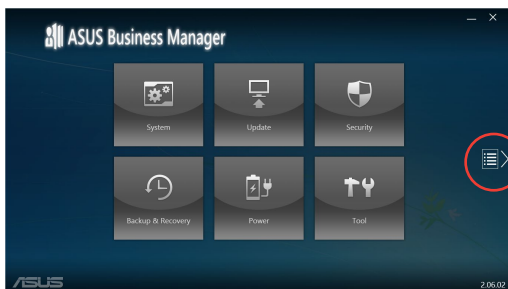 ASUS Business Manager
System
Update
Security
Backup & Recovery
Power
Tool
ASUS
2.06.02